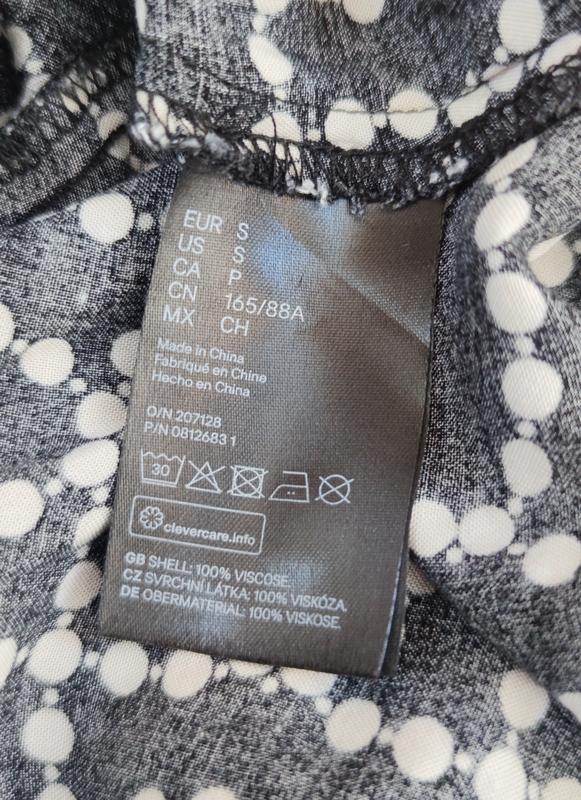 EUR S
US S
CA P
CN 165/88A
MX CH
Made in China
Fabriqué en Chine
Hecho en China
O/N 207128
P/N 0812683 1
30
clevercare.info
GB SHELL: 100% VISCOSE.
CZ SVRCHNÍ LÁTKA: 100% VISKÓZA.
DE OBERMATERIAL: 100% VISKOSE.